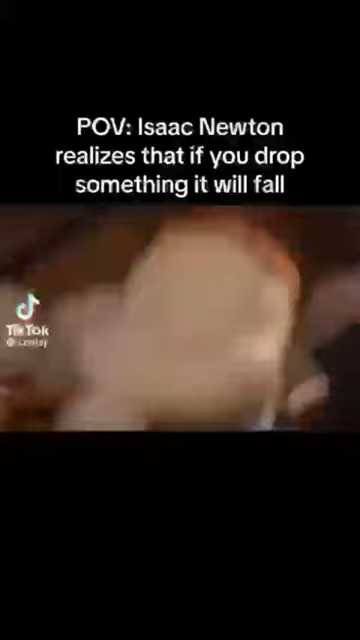 POV: Isaac Newton
realizes that if you drop
something it will fall
TikTok